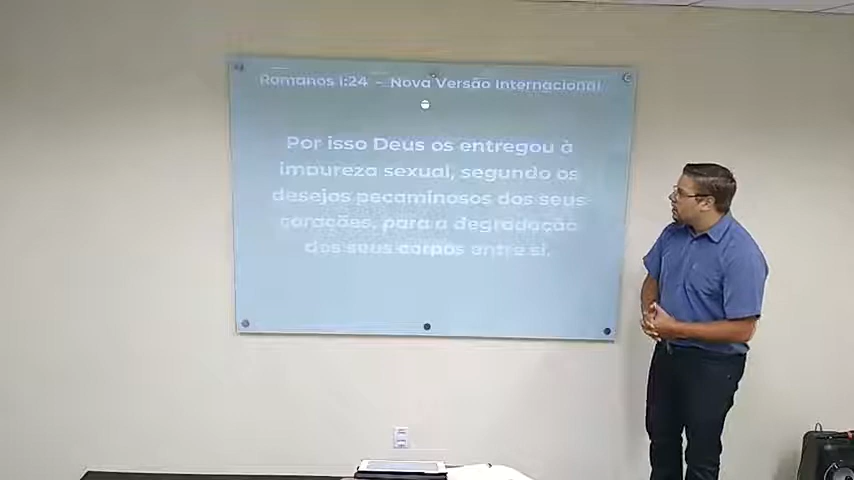 Romanos 1:24 - Nova Versão Internacional
Por isso Deus os entregou à
impureza sexual, segundo os
desejos pecaminosos dos seus
corações, para a degradação
dos seus corpos entre si.